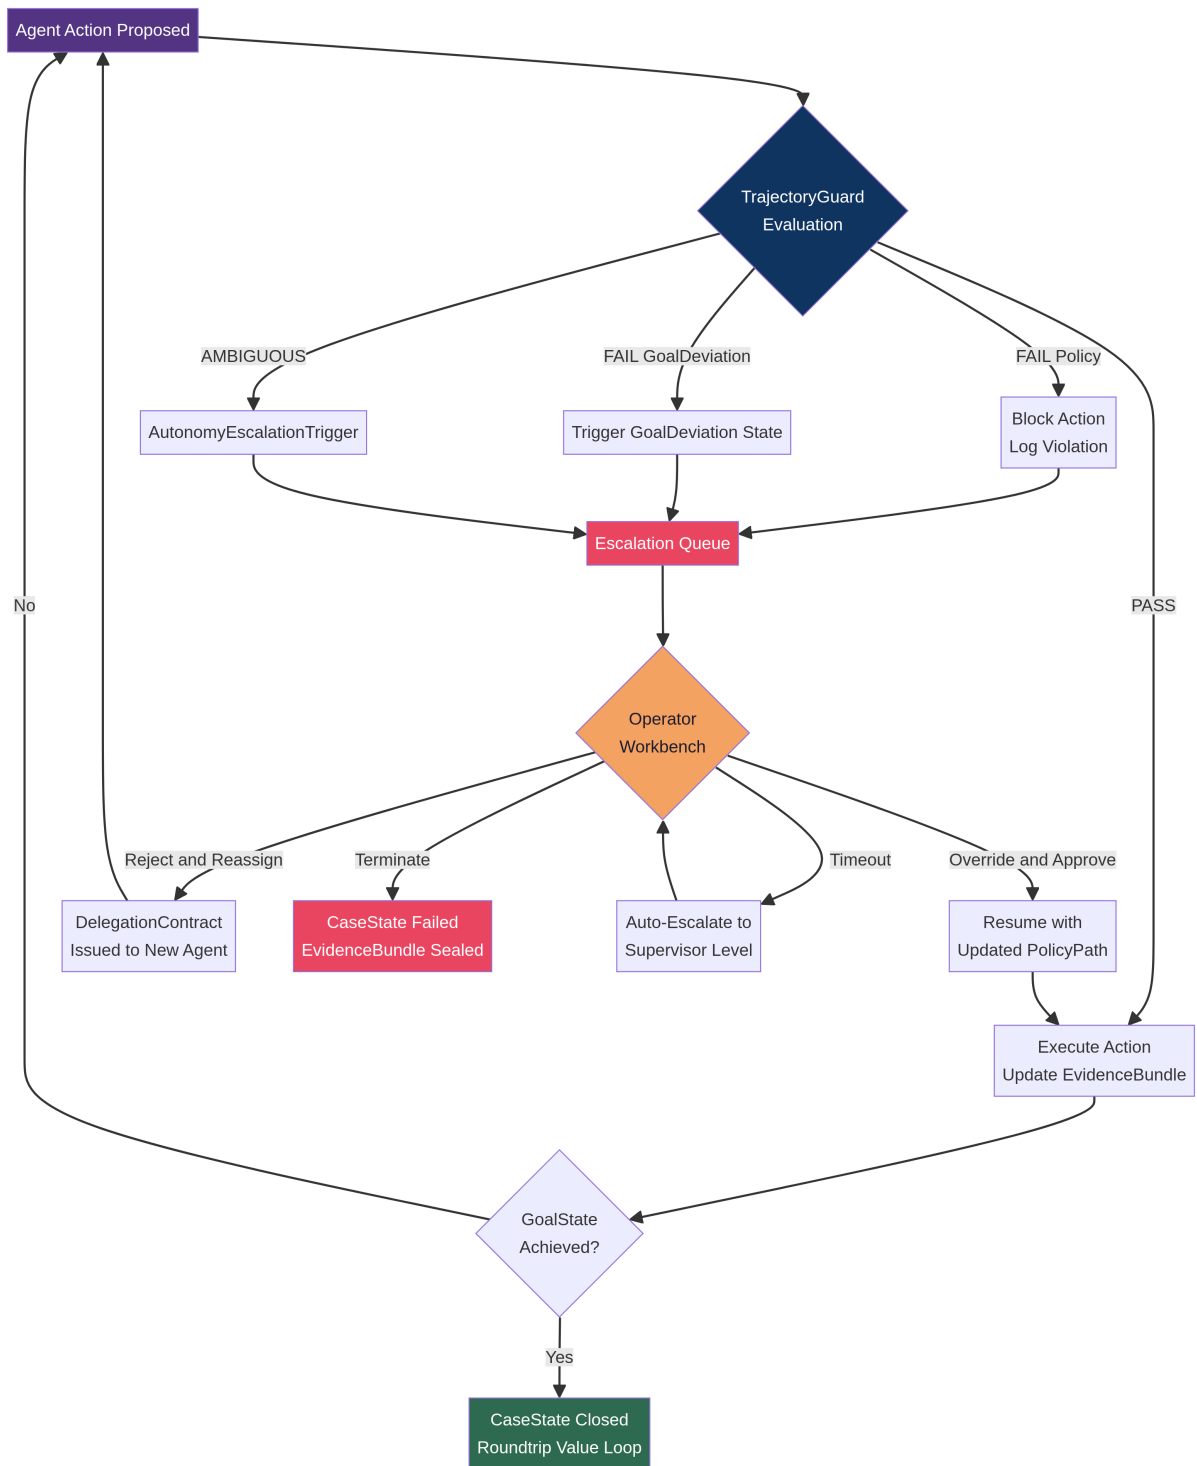 Agent Action Proposed
TrajectoryGuard
Evaluation
AMBIGUOUS
FAIL GoalDeviation
FAIL Policy
AutonomyEscalationTrigger
Trigger GoalDeviation State
Block Action
Log Violation
Escalation Queue
No
PASS
Operator
Workbench
Reject and Reassign
Terminate
Timeout
Override and Approve
DelegationContract
Issued to New Agent
CaseState Failed
EvidenceBundle Sealed
Auto-Escalate to
Supervisor Level
Resume with
Updated PolicyPath
Execute Action
Update EvidenceBundle
GoalState
Achieved?
Yes
CaseState Closed
Roundtrip Value Loop